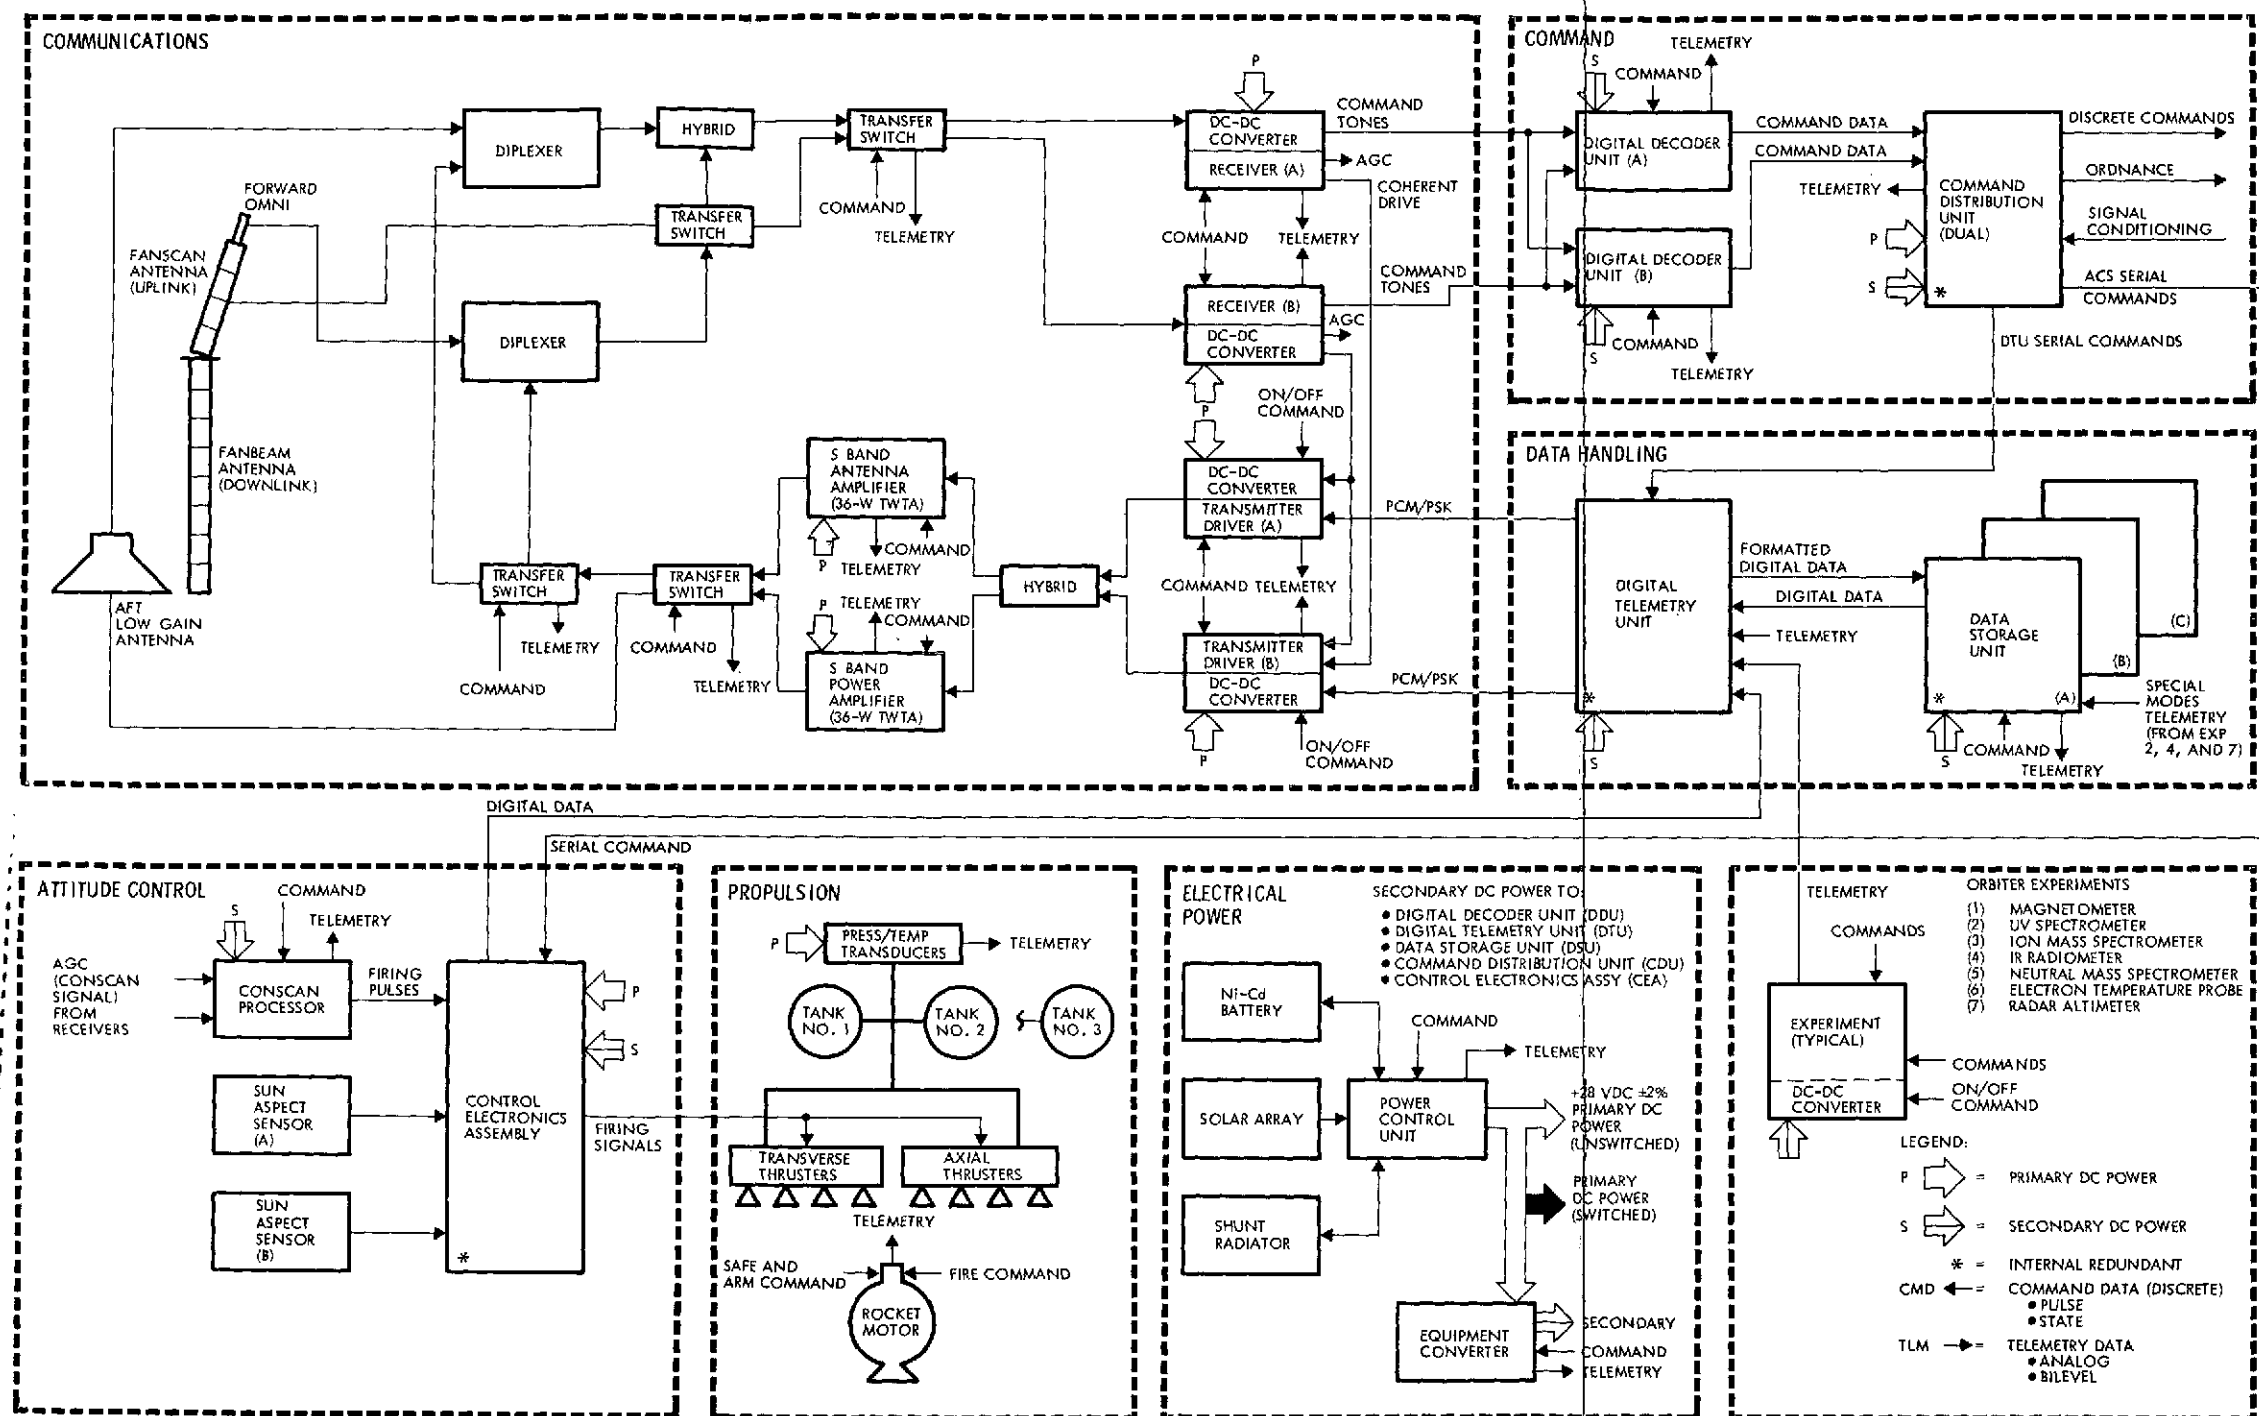 COMMUNICATIONS
FORWARD
OMNI
FANSCAN
ANTENNA
(UPLINK)
FANBEAM
ANTENNA
(DOWNLINK)
AFT
LOW GAIN
ANTENNA
DIPLEXER
HYBRID
TRANSFER
SWITCH
TRANSFER
SWITCH
COMMAND
TELEMETRY
DIPLEXER
P
DC-DC
CONVERTER
RECEIVER (A)
COMMAND
TONES
AGC
COHERENT
DRIVE
COMMAND
TELEMETRY
RECEIVER (B)
DC-DC
CONVERTER
COMMAND
TONES
AGC
P
P
ON/OFF
COMMAND
S BAND
ANTENNA
AMPLIFIER
(36-W TWTA)
P
TELEMETRY
COMMAND
DC-DC
CONVERTER
TRANSMITTER
DRIVER (A)
PCM/PSK
TRANSFER
SWITCH
TELEMETRY
COMMAND
TRANSFER
SWITCH
COMMAND
TELEMETRY
P
TELEMETRY
COMMAND
S BAND
POWER
AMPLIFIER
(36-W TWTA)
HYBRID
COMMAND
TELEMETRY
TRANSMITTER
DRIVER (B)
DC-DC
CONVERTER
PCM/PSK
P
ON/OFF
COMMAND
COMMAND
S
COMMAND
TELEMETRY
DIGITAL DECODER
UNIT (A)
COMMAND DATA
COMMAND DATA
TELEMETRY
DIGITAL DECODER
UNIT (B)
S
COMMAND
TELEMETRY
COMMAND
DISTRIBUTION
UNIT
(DUAL)
*
P
S
DISCRETE COMMANDS
ORDNANCE
SIGNAL
CONDITIONING
ACS SERIAL
COMMANDS
DTU SERIAL COMMANDS
DATA HANDLING
DIGITAL
TELEMETRY
UNIT
*
S
FORMATTED
DIGITAL DATA
DIGITAL DATA
TELEMETRY
DATA
STORAGE
UNIT
*
(A)
(B)
(C)
S
COMMAND
TELEMETRY
SPECIAL
MODES
TELEMETRY
(FROM EXP
2, 4, AND 7)
DIGITAL DATA
SERIAL COMMAND
ATTITUDE CONTROL
S
COMMAND
TELEMETRY
AGC
(CONSCAN
SIGNAL)
FROM
RECEIVERS
CONSCAN
PROCESSOR
FIRING
PULSES
SUN
ASPECT
SENSOR
(A)
SUN
ASPECT
SENSOR
(B)
CONTROL
ELECTRONICS
ASSEMBLY
*
P
S
FIRING
SIGNALS
PROPULSION
P
PRESS/TEMP
TRANSDUCERS
TELEMETRY
TANK
NO. 1
TANK
NO. 2
TANK
NO. 3
TRANSVERSE
THRUSTERS
AXIAL
THRUSTERS
TELEMETRY
SAFE AND
ARM COMMAND
FIRE COMMAND
ROCKET
MOTOR
ELECTRICAL
POWER
SECONDARY DC POWER TO:
• DIGITAL DECODER UNIT (DDU)
• DIGITAL TELEMETRY UNIT (DTU)
• DATA STORAGE UNIT (DSU)
• COMMAND DISTRIBUTION UNIT (CDU)
• CONTROL ELECTRONICS ASSY (CEA)
Ni-Cd
BATTERY
COMMAND
TELEMETRY
SOLAR ARRAY
POWER
CONTROL
UNIT
+28 VDC ±2%
PRIMARY DC
POWER
(UNSWITCHED)
SHUNT
RADIATOR
PRIMARY
DC POWER
(SWITCHED)
EQUIPMENT
CONVERTER
SECONDARY
COMMAND
TELEMETRY
TELEMETRY
COMMANDS
EXPERIMENT
(TYPICAL)
DC-DC
CONVERTER
COMMANDS
ON/OFF
COMMAND
ORBITER EXPERIMENTS
(1) MAGNETOMETER
(2) UV SPECTROMETER
(3) ION MASS SPECTROMETER
(4) IR RADIOMETER
(5) NEUTRAL MASS SPECTROMETER
(6) ELECTRON TEMPERATURE PROBE
(7) RADAR ALTIMETER
LEGEND:
P = PRIMARY DC POWER
S = SECONDARY DC POWER
* = INTERNAL REDUNDANT
CMD = COMMAND DATA (DISCRETE)
• PULSE
• STATE
TLM = TELEMETRY DATA
• ANALOG
• BILEVEL